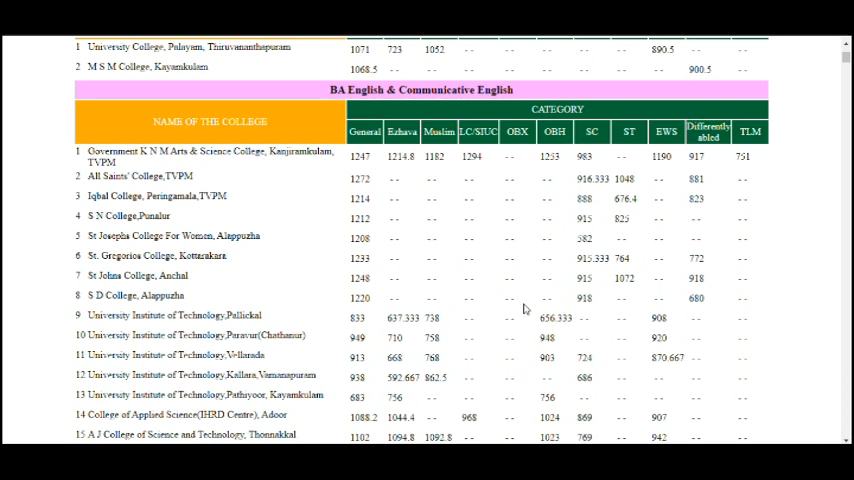 1 University College, Palayam, Thiruvananthapuram 1071 723 1052 - - - - - - - - - - 890.5 - - - -
2 M S M College, Kayamkulam 1068.5 - - - - - - - - - - - - - - - - 900.5 - -
BA English & Communicative English
NAME OF THE COLLEGE CATEGORY
General Ezhava Muslim LC/SIUC OBX OBH SC ST EWS Differently abled TLM
1 Government K N M Arts & Science College, Kanjiramkulam, TVPM 1247 1214.8 1182 1294 - - 1253 983 - - 1190 917 751
2 All Saints' College,TVPM 1272 - - - - - - - - - - 916.333 1048 - - 881 - -
3 Iqbal College, Peringamala,TVPM 1214 - - - - - - - - - - 888 676.4 - - 823 - -
4 S N College,Punalur 1212 - - - - - - - - - - 915 825 - - - - - -
5 St Josephs College For Women, Alappuzha 1208 - - - - - - - - - - 582 - - - - - - - -
6 St. Gregorios College, Kottarakara 1233 - - - - - - - - - - 915.333 764 - - 772 - -
7 St Johns College, Anchal 1248 - - - - - - - - - - 915 1072 - - 918 - -
8 S D College, Alappuzha 1220 - - - - - - - - - - 918 - - - - 680 - -
9 University Institute of Technology,Pallickal 833 637.333 738 - - - - 656.333 - - - - 908 - - - -
10 University Institute of Technology,Paravur(Chathanur) 949 710 758 - - - - 948 - - - - 920 - - - -
11 University Institute of Technology,Vellarada 913 668 768 - - - - 903 724 - - 870.667 - - - -
12 University Institute of Technology,Kallara,Vamanapuram 938 592.667 862.5 - - - - - - 686 - - - - - - - -
13 University Institute of Technology,Pathiyoor, Kayamkulam 683 756 - - - - - - 756 - - - - - - - - - -
14 College of Applied Science(IHRD Centre), Adoor 1088.2 1044.4 - - 968 - - 1024 869 - - 907 - - - -
15 A J College of Science and Technology, Thonnakkal 1102 1094.8 1092.8 - - - - 1023 769 - - 942 - - - -